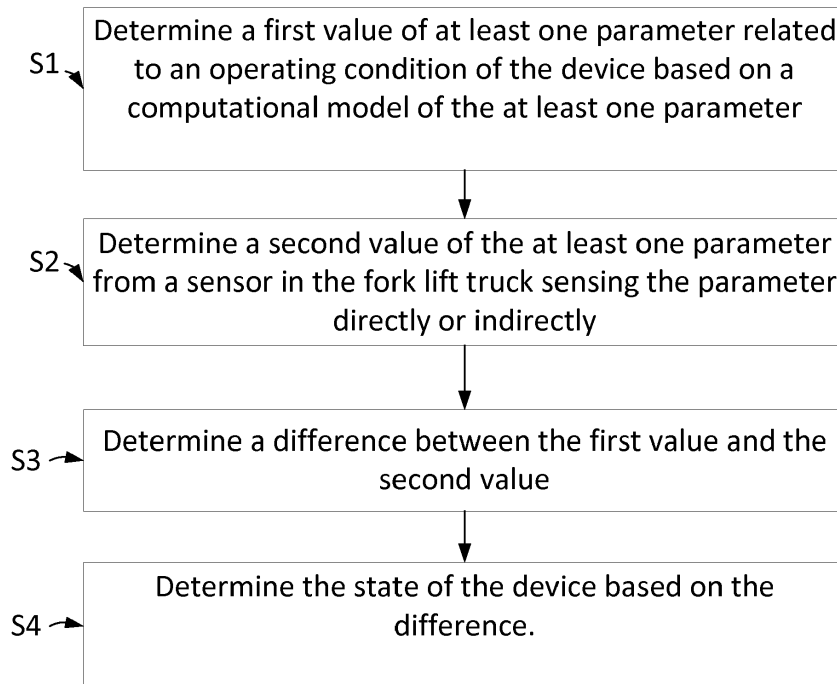 Determine a first value of at least one parameter related
S1
to an operating condition of the device based on a
computational model of the at least one parameter
Determine a second value of the at least one parameter
S2
from a sensor in the fork lift truck sensing the parameter
directly or indirectly
Determine a difference between the first value and the
S3
second value
Determine the state of the device based on the
S4
difference.